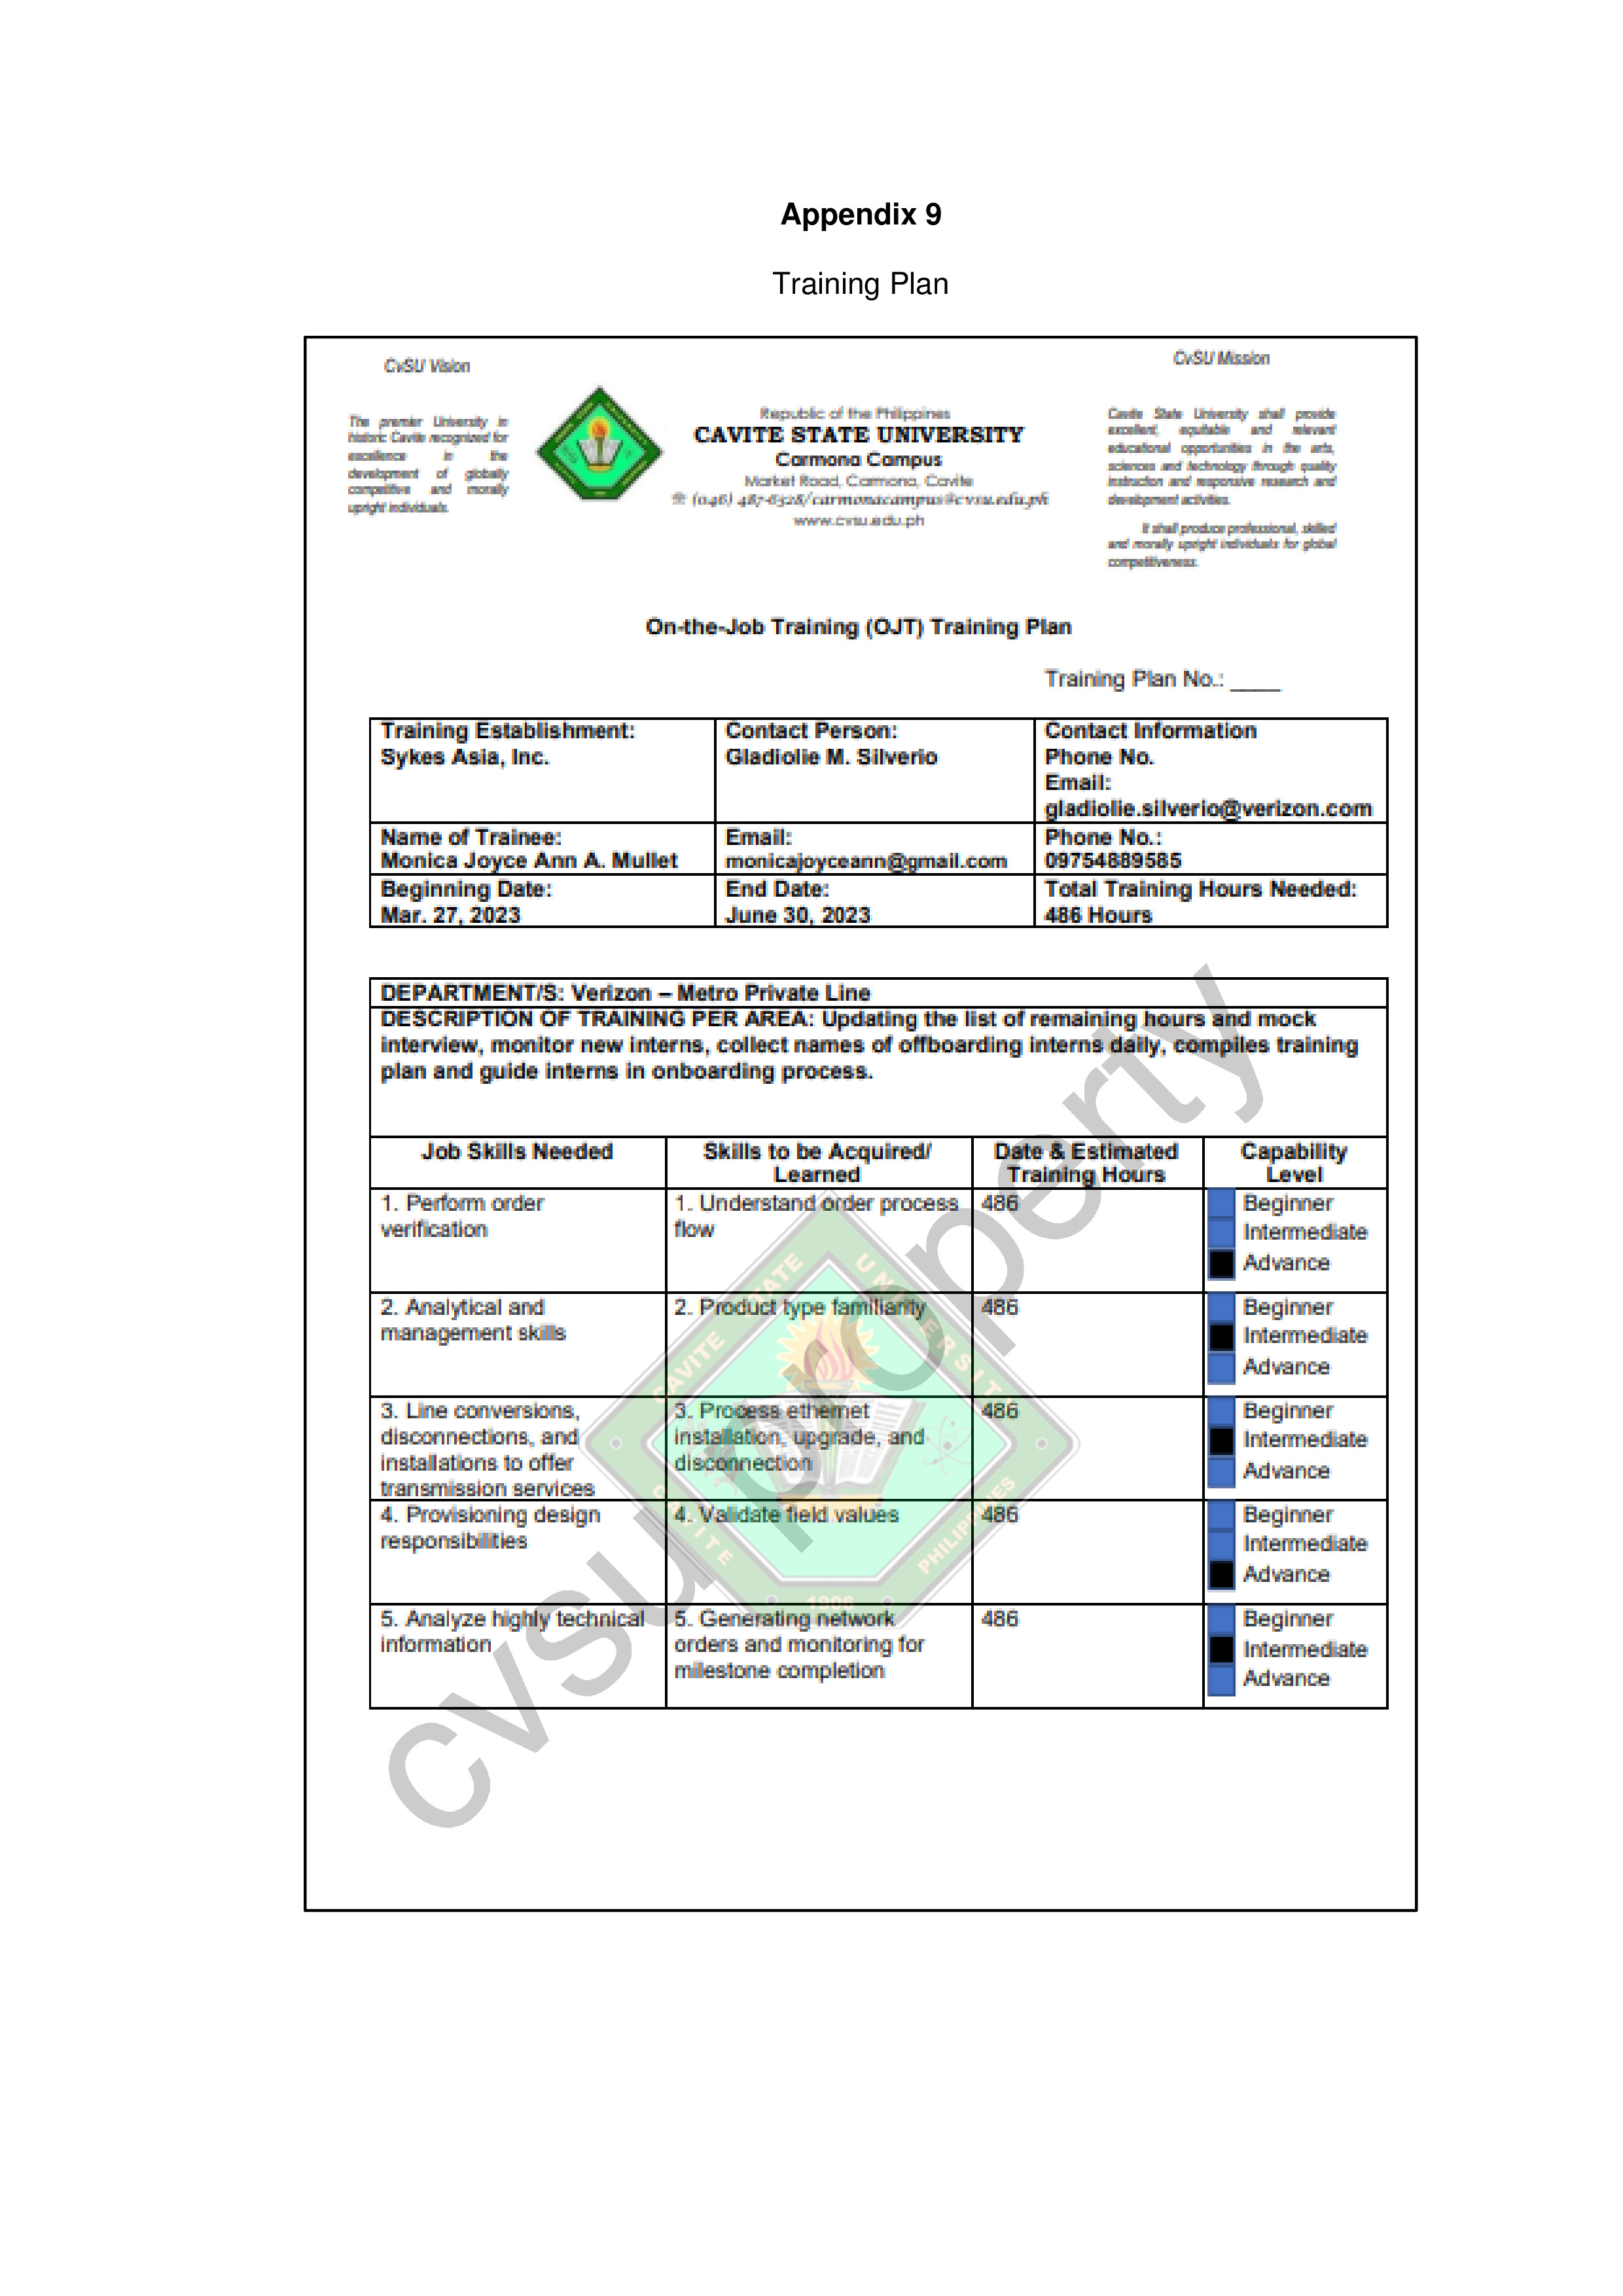 Appendix 9
Training Plan
CvSU Vision
The premier University in
historic Cavite recognized for
excellence in the
development of globally
competitive and morally
upright individuals.
Republic of the Philippines
CAVITE STATE UNIVERSITY
Carmona Campus
Market Road, Carmona, Cavite
☏ (046) 487-6328/carmonacampus@cvsu.edu.ph
www.cvsu.edu.ph
CvSU Mission
Cavite State University shall provide
excellent, equitable and relevant
educational opportunities in the arts,
sciences and technology through quality
instruction and responsive research and
development activities.
It shall produce professional, skilled
and morally upright individuals for global
competitiveness.
On-the-Job Training (OJT) Training Plan
Training Plan No.: ____
Training Establishment:
Sykes Asia, Inc.
Contact Person:
Gladiolie M. Silverio
Contact Information
Phone No.
Email:
gladiolie.silverio@verizon.com
Name of Trainee:
Monica Joyce Ann A. Mullet
Email:
monicajoyceann@gmail.com
Phone No.:
09754889585
Beginning Date:
Mar. 27, 2023
End Date:
June 30, 2023
Total Training Hours Needed:
486 Hours
DEPARTMENT/S: Verizon – Metro Private Line
DESCRIPTION OF TRAINING PER AREA: Updating the list of remaining hours and mock
interview, monitor new interns, collect names of offboarding interns daily, compiles training
plan and guide interns in onboarding process.
Job Skills Needed
Skills to be Acquired/
Learned
Date & Estimated
Training Hours
Capability
Level
1. Perform order
verification
1. Understand order process
flow
486
Beginner
Intermediate
Advance
2. Analytical and
management skills
2. Product type familiarity
486
Beginner
Intermediate
Advance
3. Line conversions,
disconnections, and
installations to offer
transmission services
3. Process ethernet
installation, upgrade, and
disconnection
486
Beginner
Intermediate
Advance
4. Provisioning design
responsibilities
4. Validate field values
486
Beginner
Intermediate
Advance
5. Analyze highly technical
information
5. Generating network
orders and monitoring for
milestone completion
486
Beginner
Intermediate
Advance
cvsu property
CAVITE STATE UNIVERSITY
CAVITE PHILIPPINES
1906